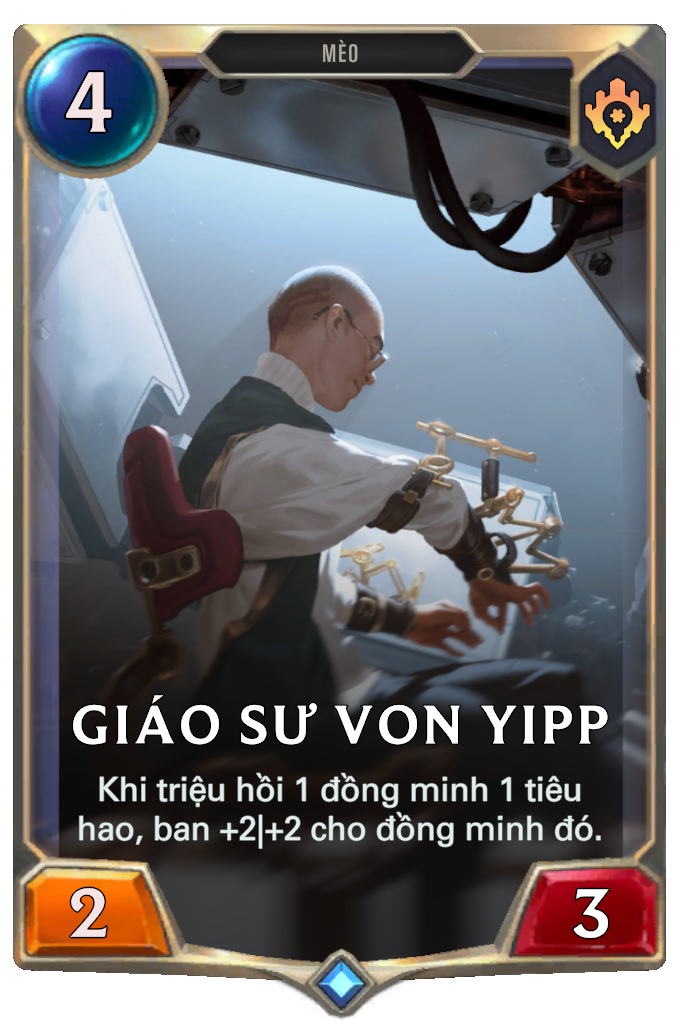 MÈO
4
GIÁO SƯ VON YIPP
Khi triệu hồi 1 đồng minh 1 tiêu
hao, ban +2|+2 cho đồng minh đó.
2
3